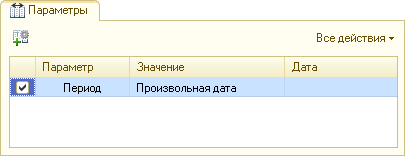 Параметры
Все действия
Параметр Значение Дата
Период Произвольная дата